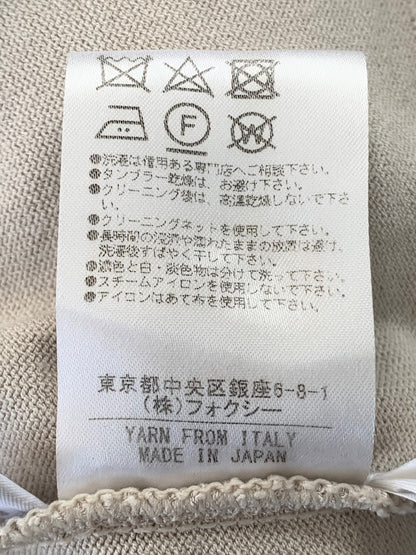 F W
●洗濯は信用ある専門店へご相談下さい。
●タンブラー乾燥は、お避け下さい。
●クリーニング後は、高温乾燥しないで下さい。
●クリーニングネットを使用して下さい。
●長時間の浸漬や濡れたままの放置は避け、
洗濯後すばやく干して下さい。
●濃色と白・淡色物は分けて洗って下さい。
●スチームアイロンを使用しないで下さい。
●アイロンはあて布を使用して下さい。
東京都中央区銀座6-8-1
(株)フォクシー
YARN FROM ITALY
MADE IN JAPAN